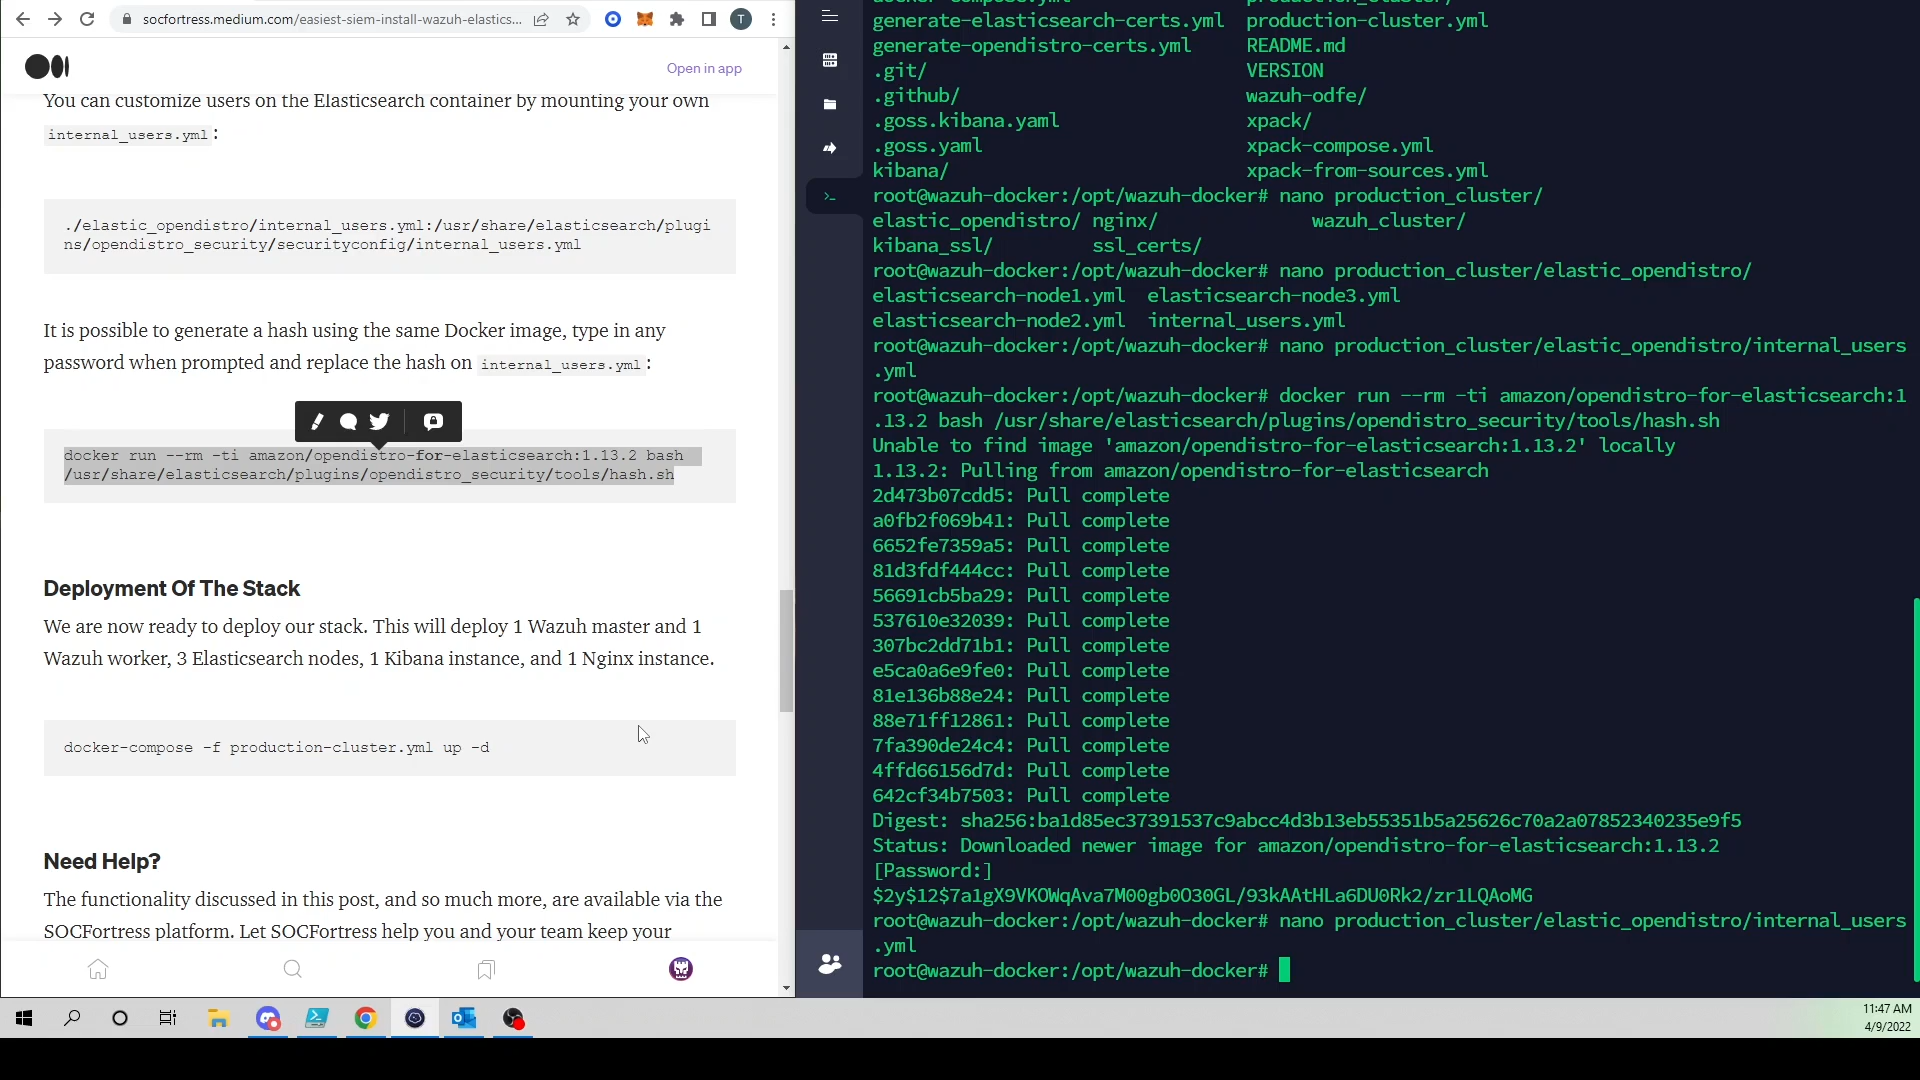 socfortress.medium.com/easiest-siem-install-wazuh-elastics...
T
Open in app
You can customize users on the Elasticsearch container by mounting your own
internal_users.yml:
./elastic_opendistro/internal_users.yml:/usr/share/elasticsearch/plugi
ns/opendistro_security/securityconfig/internal_users.yml
It is possible to generate a hash using the same Docker image, type in any
password when prompted and replace the hash on internal_users.yml:
docker run --rm -ti amazon/opendistro-for-elasticsearch:1.13.2 bash
/usr/share/elasticsearch/plugins/opendistro_security/tools/hash.sh
Deployment Of The Stack
We are now ready to deploy our stack. This will deploy 1 Wazuh master and 1
Wazuh worker, 3 Elasticsearch nodes, 1 Kibana instance, and 1 Nginx instance.
docker-compose -f production-cluster.yml up -d
Need Help?
The functionality discussed in this post, and so much more, are available via the
SOCFortress platform. Let SOCFortress help you and your team keep your
docker-compose.yml production_cluster/
generate-elasticsearch-certs.yml production-cluster.yml
generate-opendistro-certs.yml README.md
.git/ VERSION
.github/ wazuh-odfe/
.goss.kibana.yaml xpack/
.goss.yaml xpack-compose.yml
kibana/ xpack-from-sources.yml
root@wazuh-docker:/opt/wazuh-docker# nano production_cluster/
elastic_opendistro/ nginx/ wazuh_cluster/
kibana_ssl/ ssl_certs/
root@wazuh-docker:/opt/wazuh-docker# nano production_cluster/elastic_opendistro/
elasticsearch-node1.yml elasticsearch-node3.yml
elasticsearch-node2.yml internal_users.yml
root@wazuh-docker:/opt/wazuh-docker# nano production_cluster/elastic_opendistro/internal_users
.yml
root@wazuh-docker:/opt/wazuh-docker# docker run --rm -ti amazon/opendistro-for-elasticsearch:1
.13.2 bash /usr/share/elasticsearch/plugins/opendistro_security/tools/hash.sh
Unable to find image 'amazon/opendistro-for-elasticsearch:1.13.2' locally
1.13.2: Pulling from amazon/opendistro-for-elasticsearch
2d473b07cdd5: Pull complete
a0fb2f069b41: Pull complete
6652fe7359a5: Pull complete
81d3fdf444cc: Pull complete
56691cb5ba29: Pull complete
537610e32039: Pull complete
307bc2dd71b1: Pull complete
e5ca0a6e9fe0: Pull complete
81e136b88e24: Pull complete
88e71ff12861: Pull complete
7fa390de24c4: Pull complete
4ffd66156d7d: Pull complete
642cf34b7503: Pull complete
Digest: sha256:ba1d85ec37391537c9abcc4d3b13eb55351b5a25626c70a2a07852340235e9f5
Status: Downloaded newer image for amazon/opendistro-for-elasticsearch:1.13.2
[Password:]
$2y$12$7a1gX9VKOWqAva7M00gb0O30GL/93kAAtHLa6DU0Rk2/zr1LQAoMG
root@wazuh-docker:/opt/wazuh-docker# nano production_cluster/elastic_opendistro/internal_users
.yml
root@wazuh-docker:/opt/wazuh-docker#
11:47 AM
4/9/2022